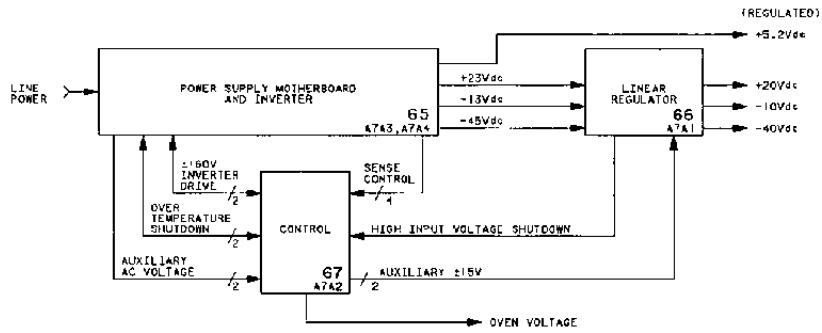 (REGULATED)
+5.2Vdc
LINE
POWER
POWER SUPPLY MOTHERBOARD
AND INVERTER
65
A7A3,A7A4
+23Vdc
-13Vdc
-45Vdc
LINEAR
REGULATOR
66
A7A1
+20Vdc
-10Vdc
-40Vdc
±160V
INVERTER
DRIVE
2
SENSE
CONTROL
4
OVER
TEMPERATURE
SHUTDOWN
2
CONTROL
67
A7A2
HIGH INPUT VOLTAGE SHUTDOWN
AUXILIARY
AC VOLTAGE
2
2
AUXILIARY ±15V
OVEN VOLTAGE